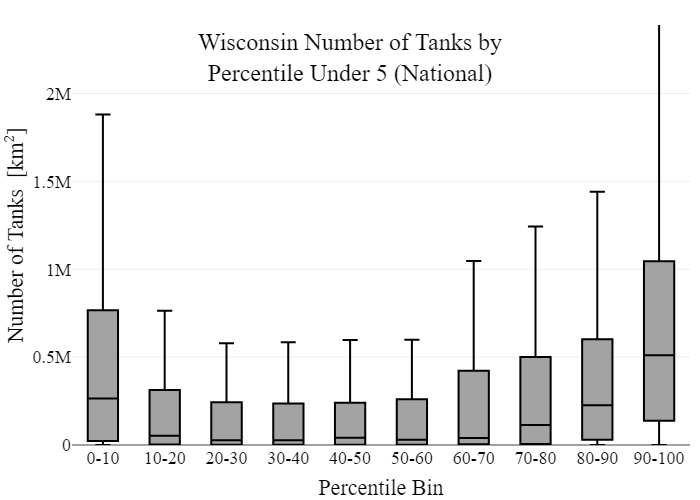 Wisconsin Number of Tanks by
Percentile Under 5 (National)
Number of Tanks [km²]
2M
1.5M
1M
0.5M
0
0-10 10-20 20-30 30-40 40-50 50-60 60-70 70-80 80-90 90-100
Percentile Bin